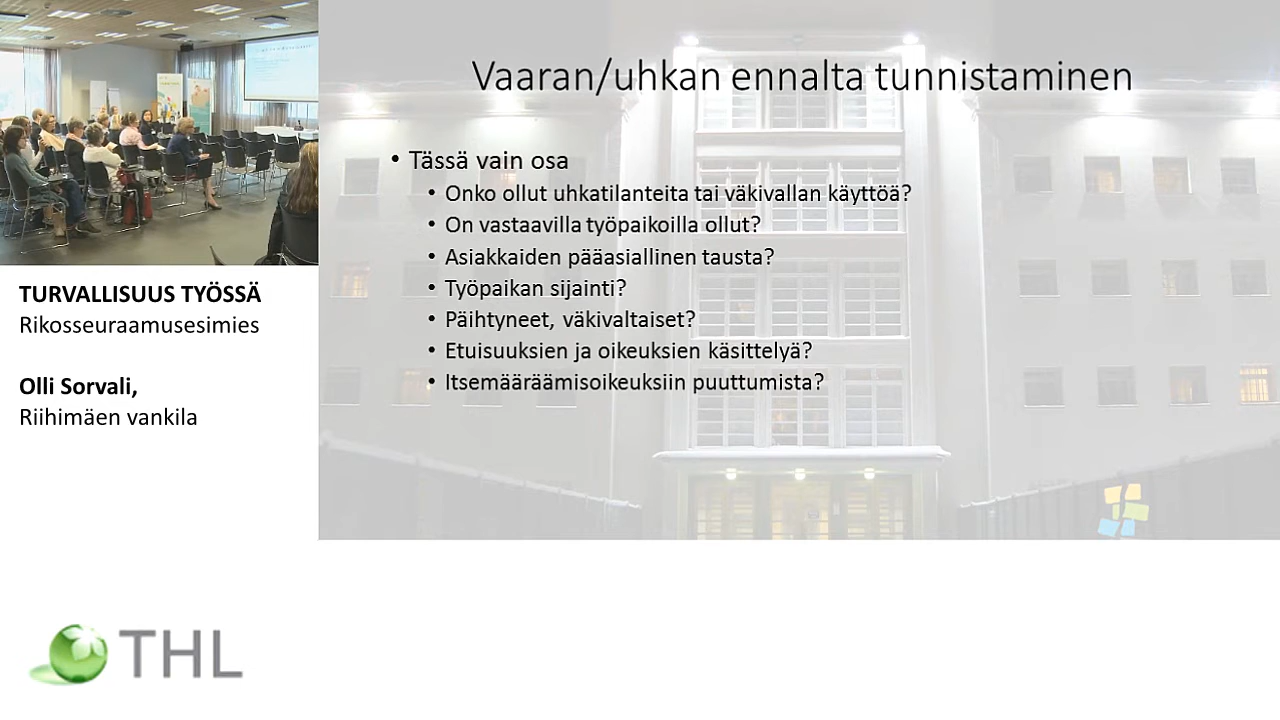 Vaaran/uhkan ennalta tunnistaminen
• Tässä vain osa
• Onko ollut uhkatilanteita tai väkivallan käyttöä?
• On vastaavilla työpaikoilla ollut?
• Asiakkaiden pääasiallinen tausta?
• Työpaikan sijainti?
• Päihtyneet, väkivaltaiset?
• Etuisuuksien ja oikeuksien käsittelyä?
• Itsemääräämisoikeuksiin puuttumista?
TURVALLISUUS TYÖSSÄ
Rikosseuraamusesimies
Olli Sorvali,
Riihimäen vankila
THL